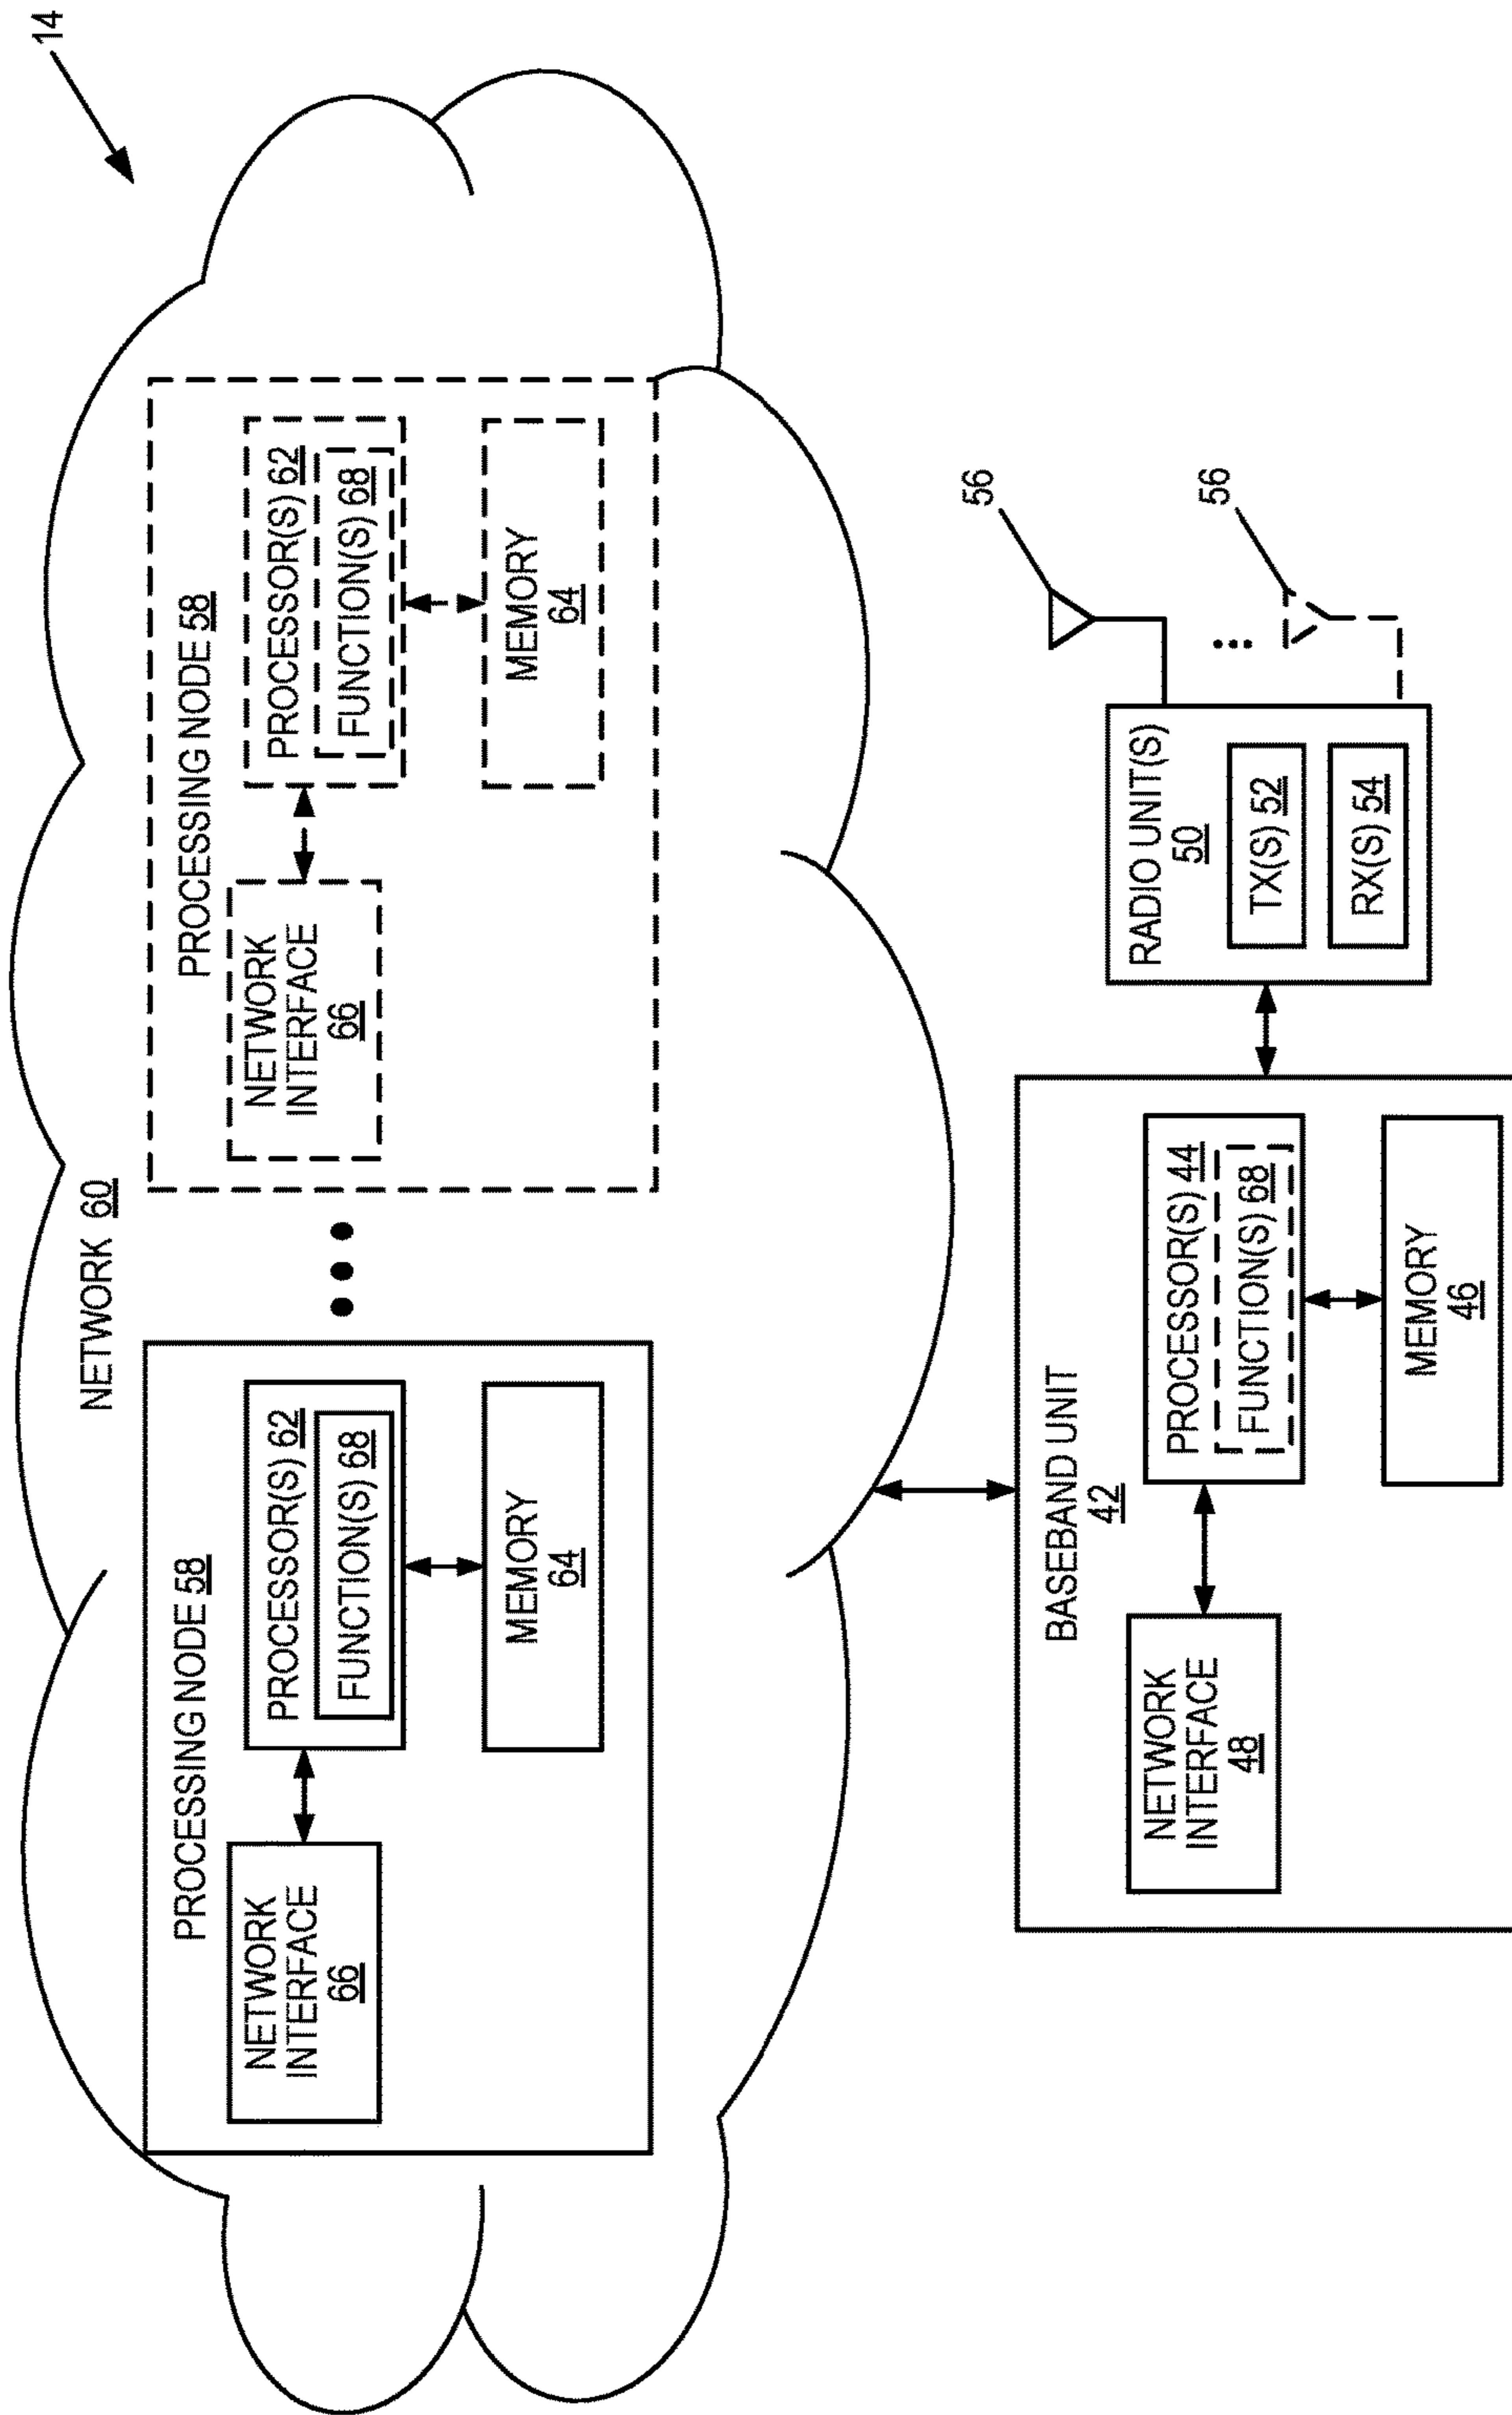 14
NETWORK 60
PROCESSING NODE 58
NETWORK
INTERFACE
66
PROCESSOR(S) 62
FUNCTION(S) 68
MEMORY
64
PROCESSING NODE 58
NETWORK
INTERFACE
66
PROCESSOR(S) 62
FUNCTION(S) 68
MEMORY
64
BASEBAND UNIT
42
NETWORK
INTERFACE
48
PROCESSOR(S) 44
FUNCTION(S) 68
MEMORY
46
RADIO UNIT(S)
50
TX(S) 52
RX(S) 54
56
56